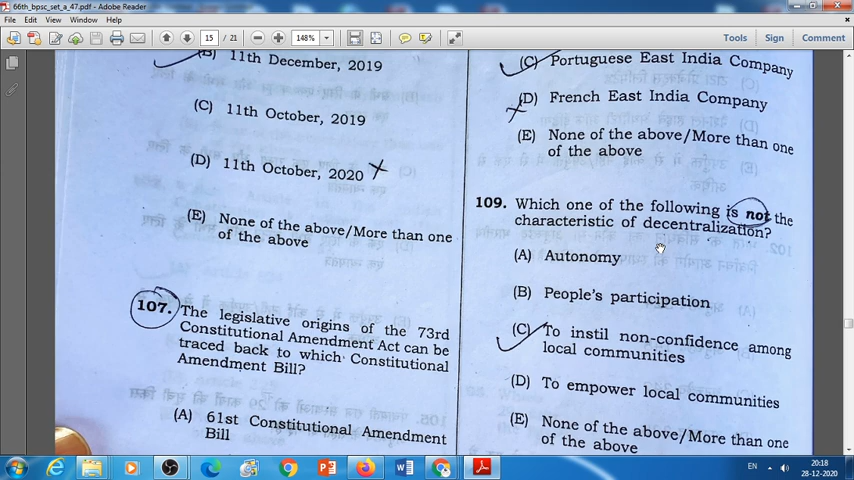 66th_bpsc_set_a_47.pdf - Adobe Reader
File Edit View Window Help
15 / 21
148%
Tools Sign Comment
(B) 11th December, 2019
(C) 11th October, 2019
(D) 11th October, 2020
(E) None of the above/More than one
of the above
107. The legislative origins of the 73rd
Constitutional Amendment Act can be
traced back to which Constitutional
Amendment Bill?
(A) 61st Constitutional Amendment
Bill
(C) Portuguese East India Company
(D) French East India Company
(E) None of the above/More than one
of the above
109. Which one of the following is not the
characteristic of decentralization?
(A) Autonomy
(B) People's participation
(C) To instil non-confidence among
local communities
(D) To empower local communities
(E) None of the above/More than one
of the above
EN
20:18
28-12-2020